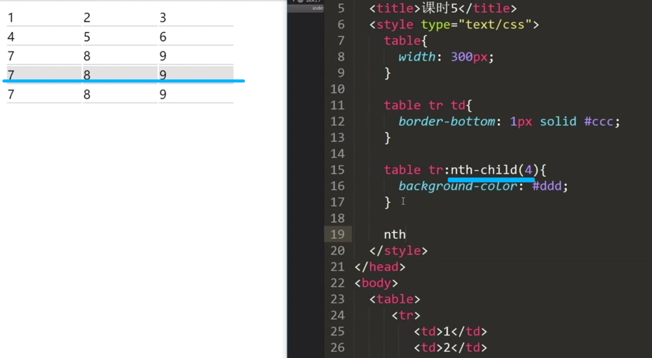 1 2 3
4 5 6
7 8 9
7 8 9
7 8 9
5 <title>课时5</title>
6 <style type="text/css">
7 table{
8 width: 300px;
9 }
10
11 table tr td{
12 border-bottom: 1px solid #ccc;
13 }
14
15 table tr:nth-child(4){
16 background-color: #ddd;
17 }
18
19 nth
20 </style>
21 </head>
22 <body>
23 <table>
24 <tr>
25 <td>1</td>
26 <td>2</td>